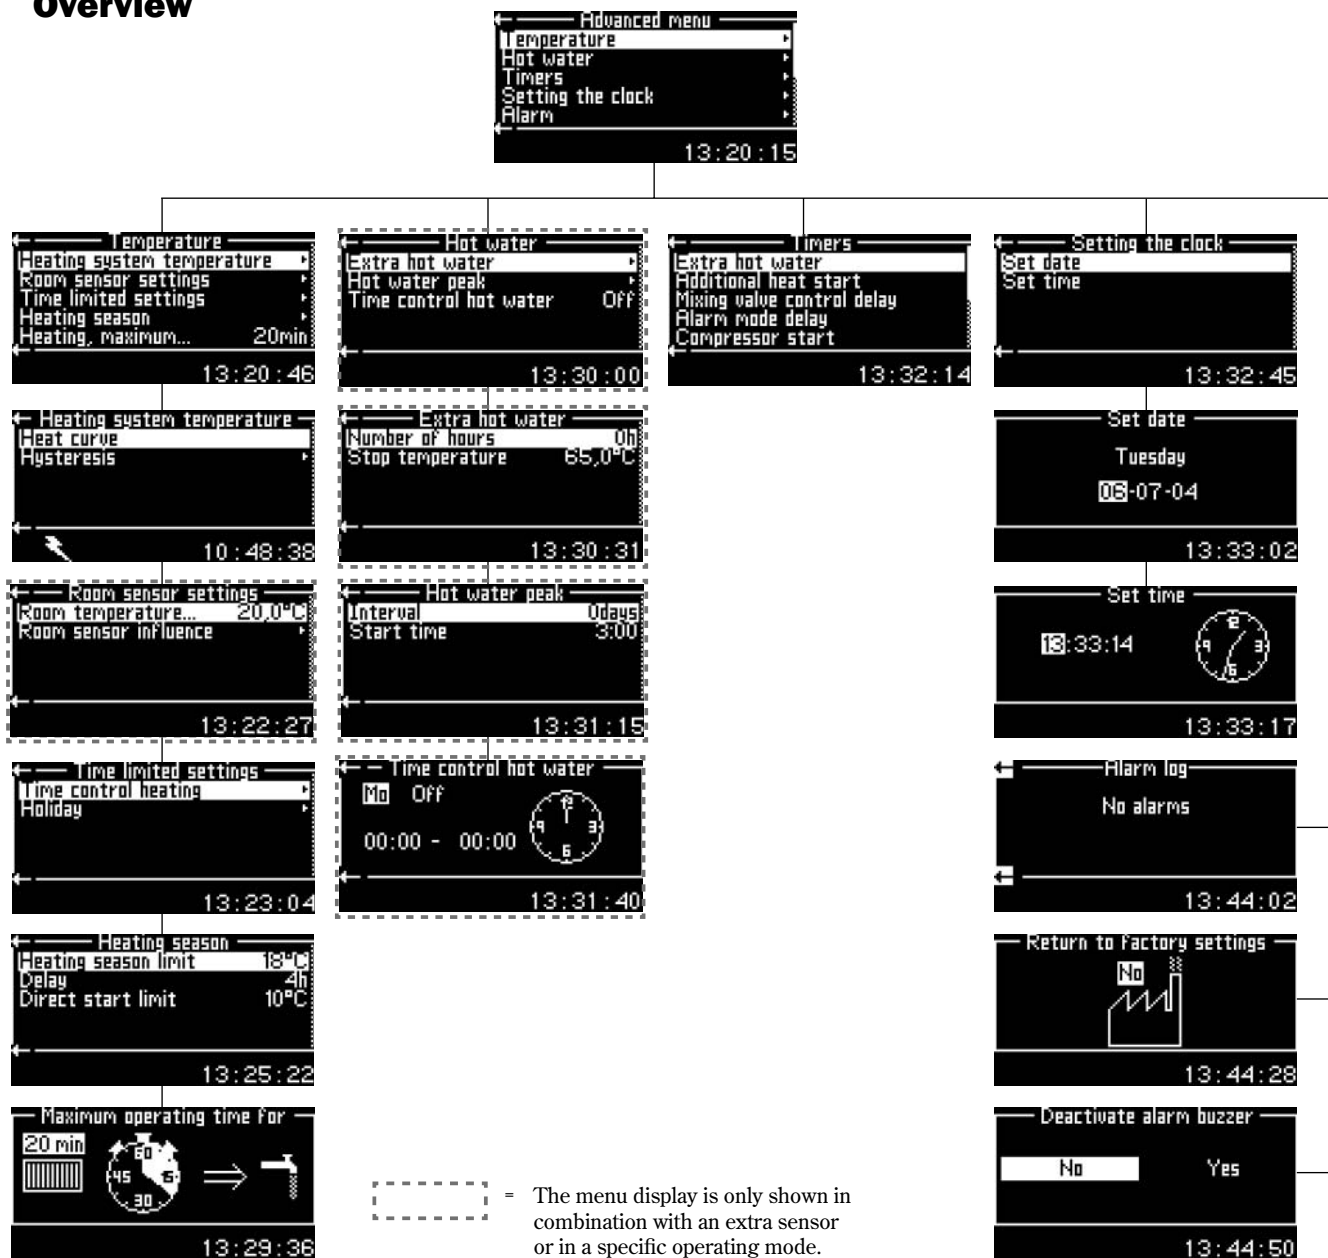 Overview
Advanced menu
Temperature
Hot water
Timers
Setting the clock
Alarm
13:20:15
Temperature
Heating system temperature
Room sensor settings
Time limited settings
Heating season
Heating, maximum... 20min
13:20:46
Heating system temperature
Heat curve
Hysteresis
10:48:38
Room sensor settings
Room temperature... 20,0°C
Room sensor influence
13:22:27
Time limited settings
Time control heating
Holiday
13:23:04
Heating season
Heating season limit 18°C
Delay 4h
Direct start limit 10°C
13:25:22
Maximum operating time for
20 min
60
45 15
30
13:29:36
Hot water
Extra hot water
Hot water peak
Time control hot water Off
13:30:00
Extra hot water
Number of hours 0h
Stop temperature 65,0°C
13:30:31
Hot water peak
Interval 0days
Start time 3:00
13:31:15
Time control hot water
Mo Off
00:00 - 00:00
12
9 3
6
13:31:40
= The menu display is only shown in
combination with an extra sensor
or in a specific operating mode.
Timers
Extra hot water
Additional heat start
Mixing valve control delay
Alarm mode delay
Compressor start
13:32:14
Setting the clock
Set date
Set time
13:32:45
Set date
Tuesday
06-07-04
13:33:02
Set time
13:33:14
12
9 3
6
13:33:17
Alarm log
No alarms
13:44:02
Return to factory settings
No
13:44:28
Deactivate alarm buzzer
No Yes
13:44:50